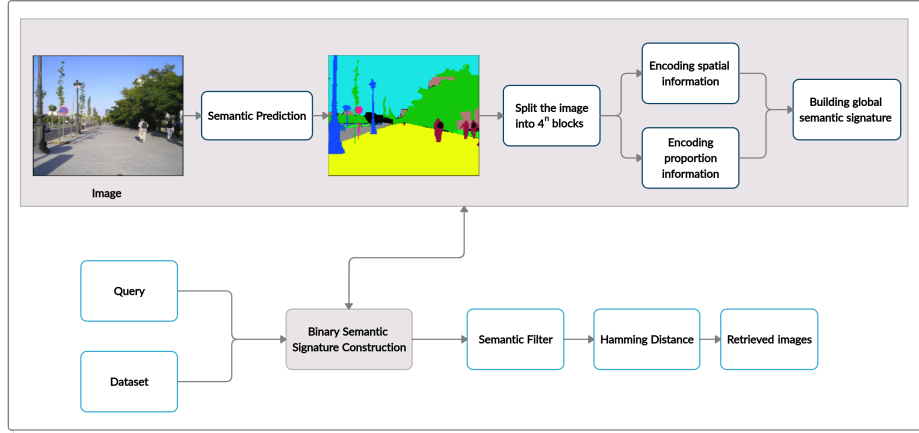 Image
Semantic Prediction
Split the image
into 4ⁿ blocks
Encoding spatial
information
Encoding
proportion
information
Building global
semantic signature
Query
Dataset
Binary Semantic
Signature Construction
Semantic Filter
Hamming Distance
Retrieved images